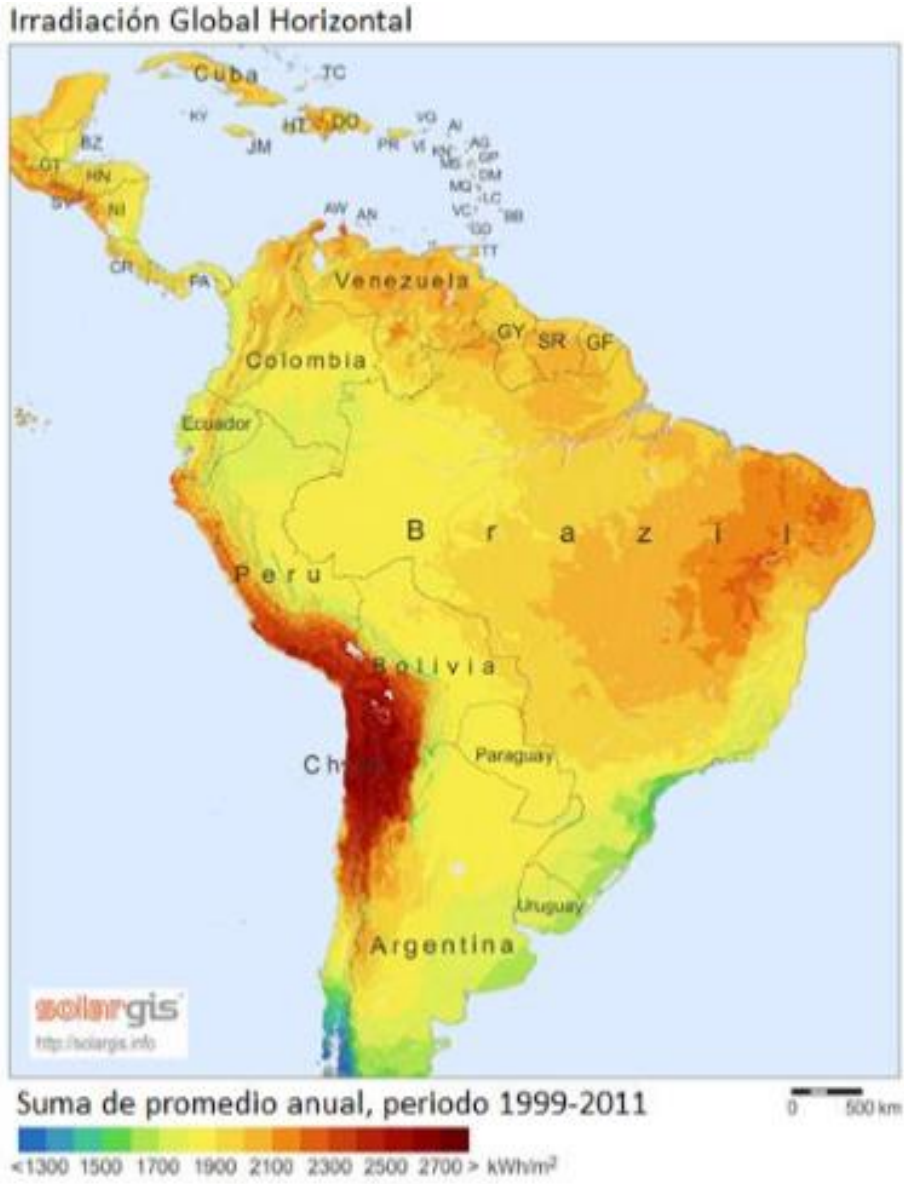 Irradiación Global Horizontal
Cuba
TC
KY
HT
DO
JM
PR
VG
VI
AI
KN
AG
MS
GP
DM
MQ
LC
VC
BB
GD
TT
BZ
GT
HN
SV
NI
CR
PA
AW
AN
Venezuela
GY
SR
GF
Colombia
Ecuador
Brazil
Peru
Bolivia
Paraguay
Uruguay
Argentina
solargis
http://solargis.info
Suma de promedio anual, periodo 1999-2011
0 500 km
<1300 1500 1700 1900 2100 2300 2500 2700 > kWh/m²